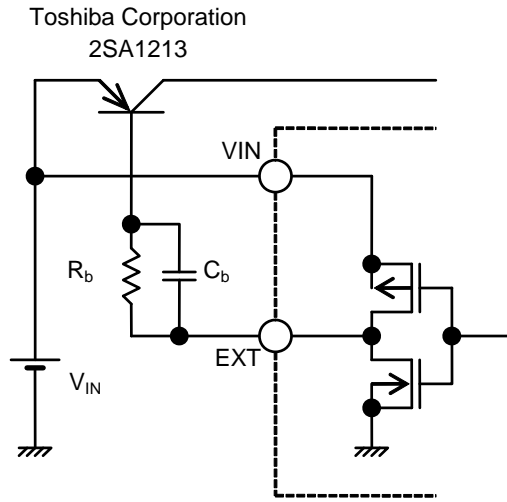 Toshiba Corporation
2SA1213
VIN
Rb
Cb
EXT
VIN